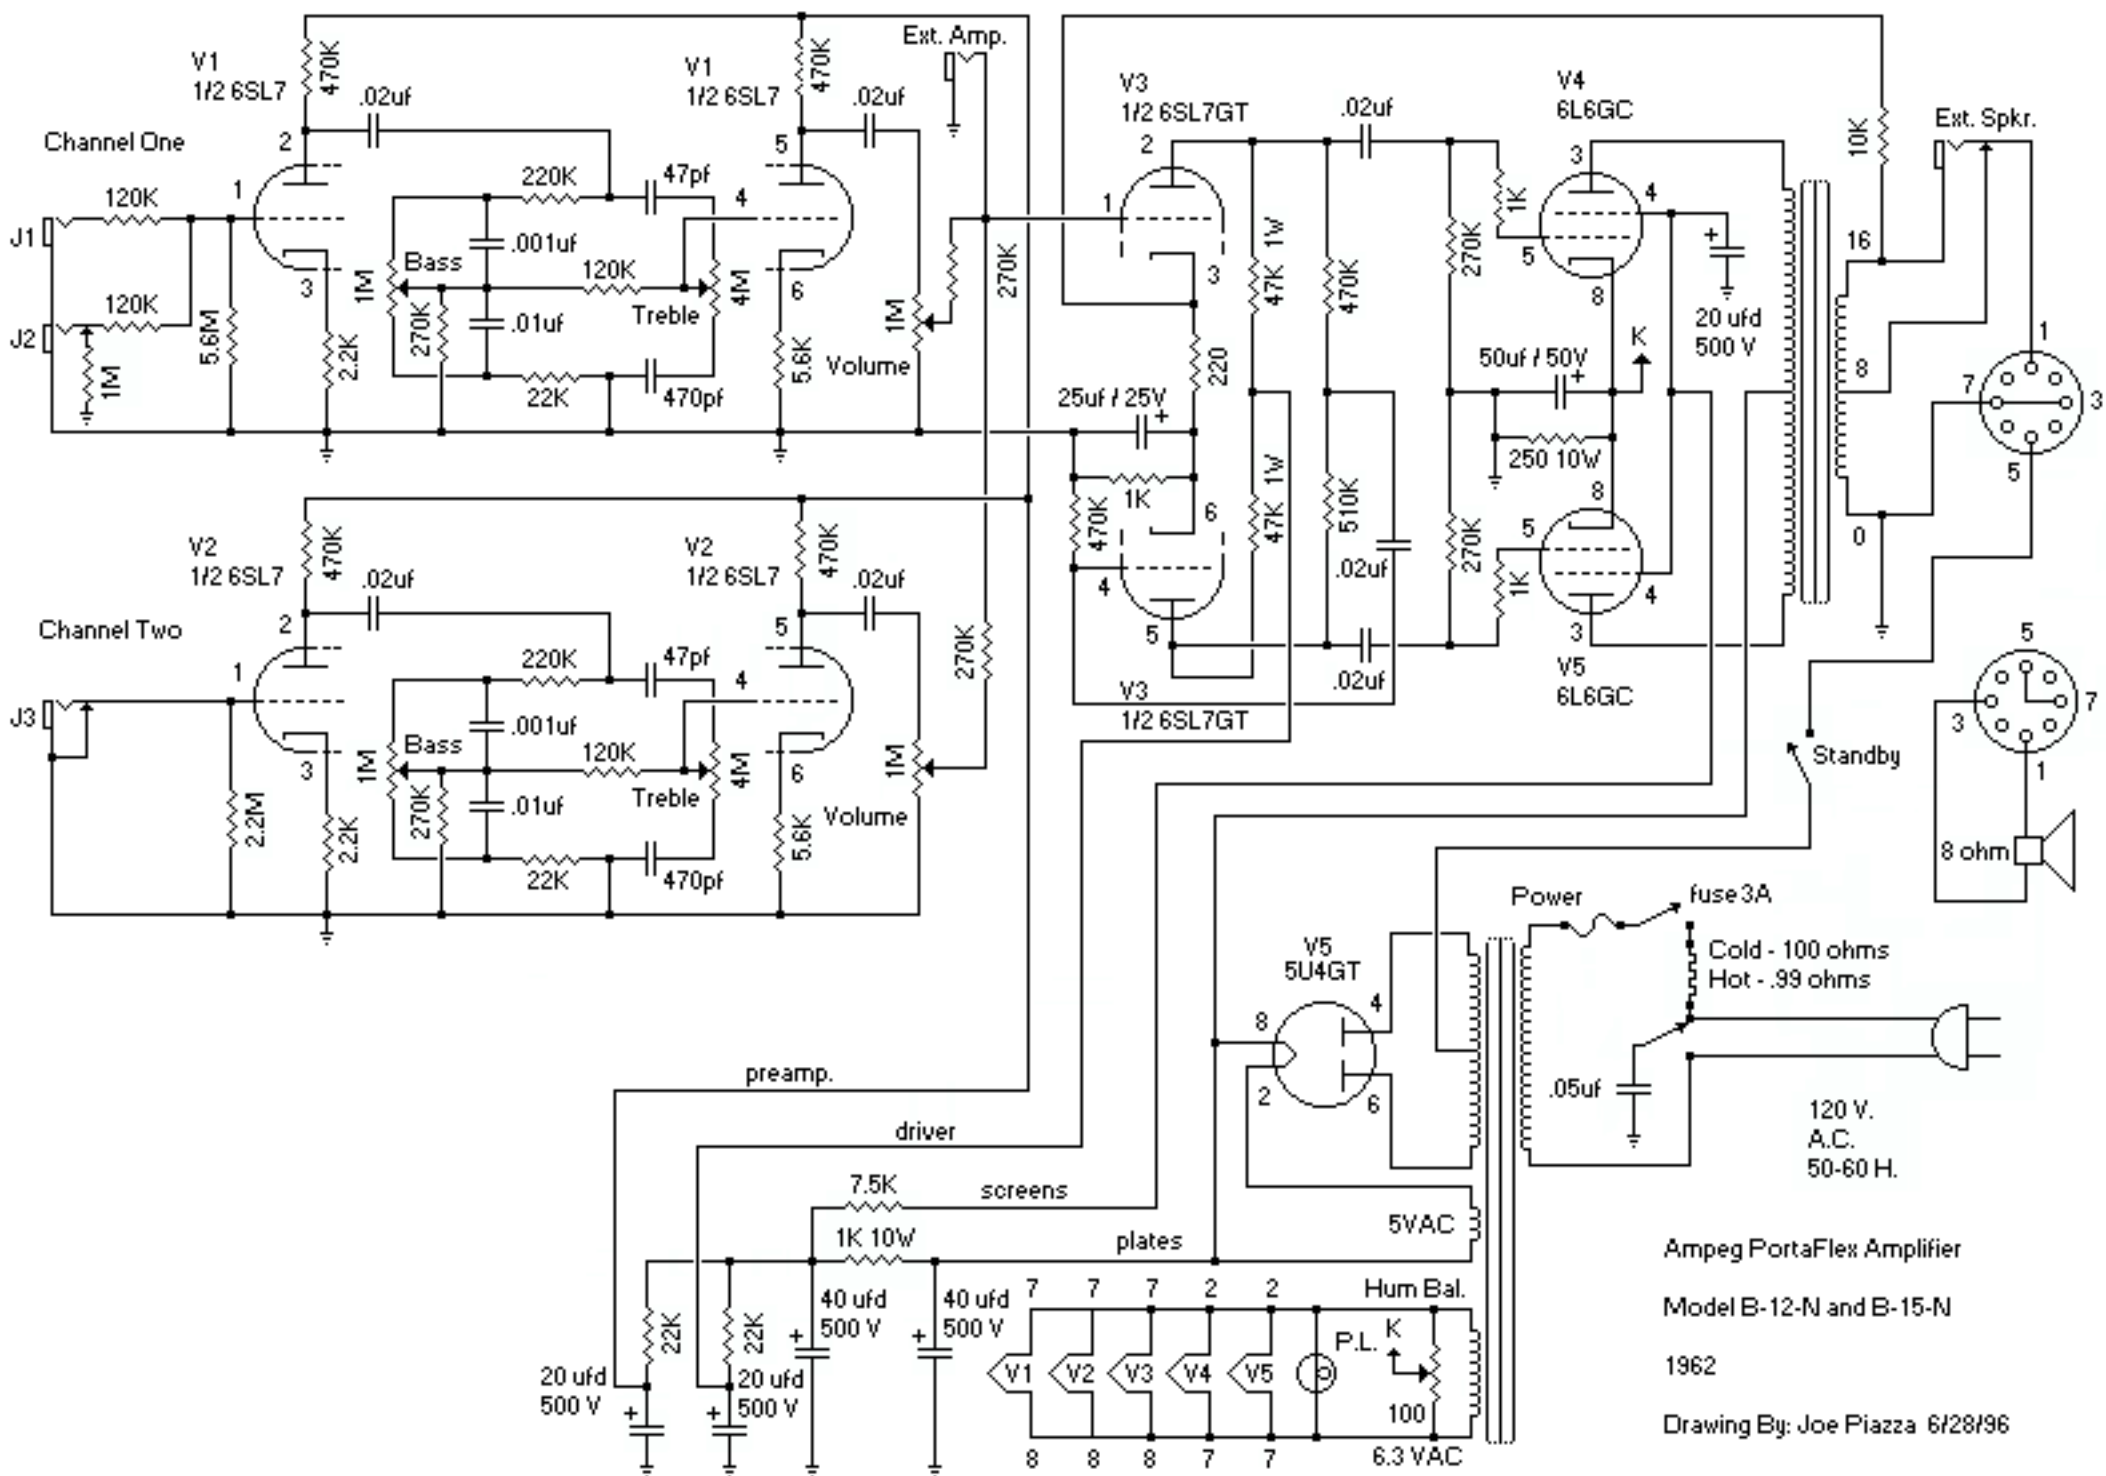 Ext. Amp.
V1
1/2 6SL7
470K
.02uf
V1
1/2 6SL7
470K
.02uf
V3
1/2 6SL7GT
.02uf
V4
6L6GC
10K
Ext. Spkr.
Channel One
2
5
2
3
4
J1
120K
1
220K
47pf
4
1
1K
5
16
.001uf
Bass
120K
270K
47K 1W
470K
270K
3
8
+
20 ufd
500 V
J2
120K
1M
5.6M
3
2.2K
1M
270K
.01uf
Treble
4M
6
5.6K
1M
Volume
220
50uf / 50V
+
K
8
1
7
3
22K
470pf
25uf / 25V
+
250 10W
5
1K
470K
6
47K 1W
510K
8
5
270K
0
V2
1/2 6SL7
470K
.02uf
V2
1/2 6SL7
470K
.02uf
4
.02uf
1K
4
Channel Two
2
5
5
3
5
J3
1
220K
47pf
4
270K
V3
1/2 6SL7GT
.02uf
V5
6L6GC
3
7
1
.001uf
Bass
120K
Standby
2.2M
3
2.2K
1M
270K
.01uf
Treble
4M
6
5.6K
1M
Volume
22K
470pf
8 ohm
Power
fuse 3A
V5
5U4GT
Cold - 100 ohms
Hot - .99 ohms
8
4
2
6
.05uf
preamp.
120 V.
A.C.
50-60 H.
driver
7.5K
screens
1K 10W
plates
5VAC
Ampeg PortaFlex Amplifier
22K
22K
40 ufd
500 V
+
40 ufd
500 V
+
7
7
7
2
2
Hum Bal.
Model B-12-N and B-15-N
P.L.
K
V1
V2
V3
V4
V5
1962
20 ufd
500 V
+
20 ufd
500 V
+
100
8
8
8
7
7
6.3 VAC
Drawing By: Joe Piazza 6/28/96